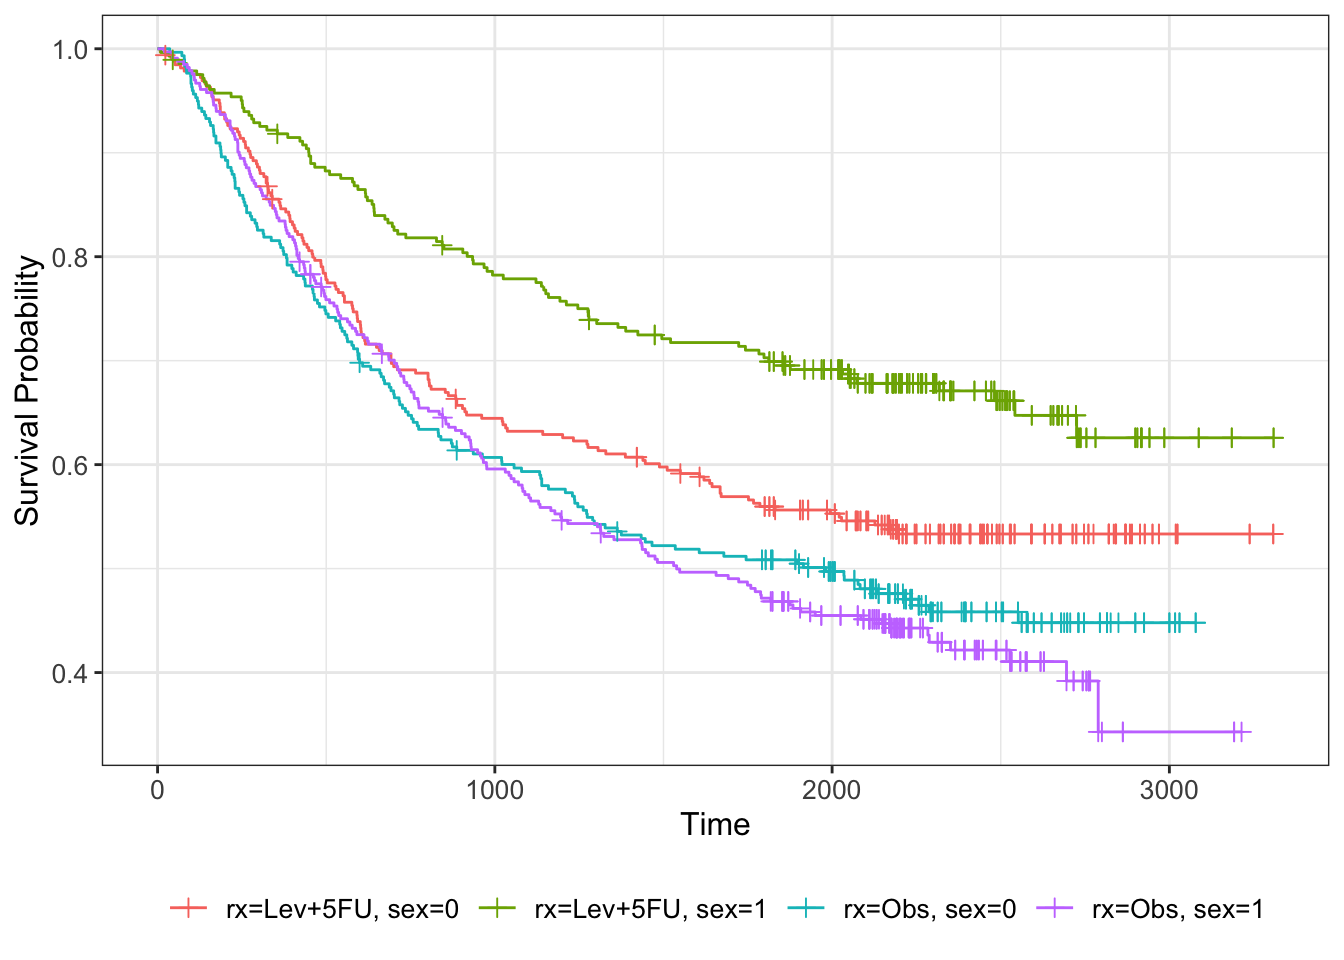 1.0
0.8
0.6
0.4
Survival Probability
0 1000 2000 3000
Time
rx=Lev+5FU, sex=0 rx=Lev+5FU, sex=1 rx=Obs, sex=0 rx=Obs, sex=1